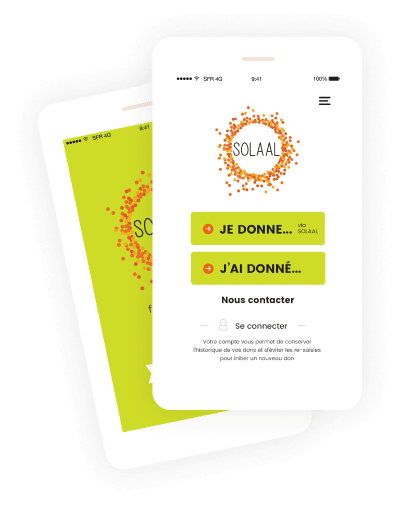 SFR 4G 9:41 100%
SOLAAL
JE DONNE... via
SOLAAL
J'AI DONNÉ...
Nous contacter
Se connecter
Votre compte vous permet de conserver
l'historique de vos dons et d'éviter les re-saisies
pour initier un nouveau don
SFR 4G 9:41
SO
f